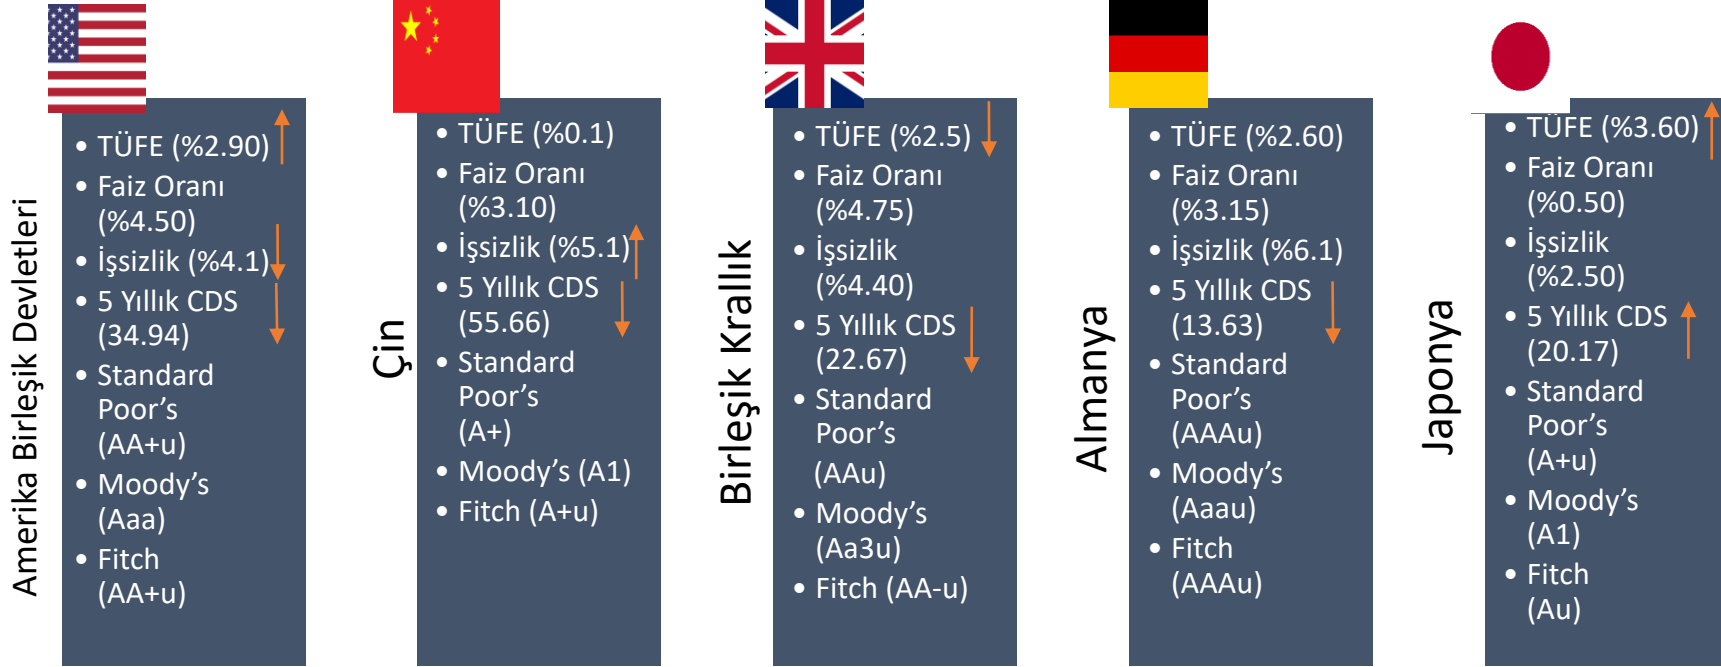 Amerika Birleşik Devletleri
• TÜFE (%2.90)
• Faiz Oranı
(%4.50)
• İşsizlik (%4.1)
• 5 Yıllık CDS
(34.94)
• Standard
Poor’s
(AA+u)
• Moody’s
(Aaa)
• Fitch
(AA+u)
Çin
• TÜFE (%0.1)
• Faiz Oranı
(%3.10)
• İşsizlik (%5.1)
• 5 Yıllık CDS
(55.66)
• Standard
Poor’s
(A+)
• Moody’s (A1)
• Fitch (A+u)
Birleşik Krallık
• TÜFE (%2.5)
• Faiz Oranı
(%4.75)
• İşsizlik
(%4.40)
• 5 Yıllık CDS
(22.67)
• Standard
Poor’s
(AAu)
• Moody’s
(Aa3u)
• Fitch (AA-u)
Almanya
• TÜFE (%2.60)
• Faiz Oranı
(%3.15)
• İşsizlik (%6.1)
• 5 Yıllık CDS
(13.63)
• Standard
Poor’s
(AAAu)
• Moody’s
(Aaau)
• Fitch
(AAAu)
Japonya
• TÜFE (%3.60)
• Faiz Oranı
(%0.50)
• İşsizlik
(%2.50)
• 5 Yıllık CDS
(20.17)
• Standard
Poor’s
(A+u)
• Moody’s
(A1)
• Fitch
(Au)